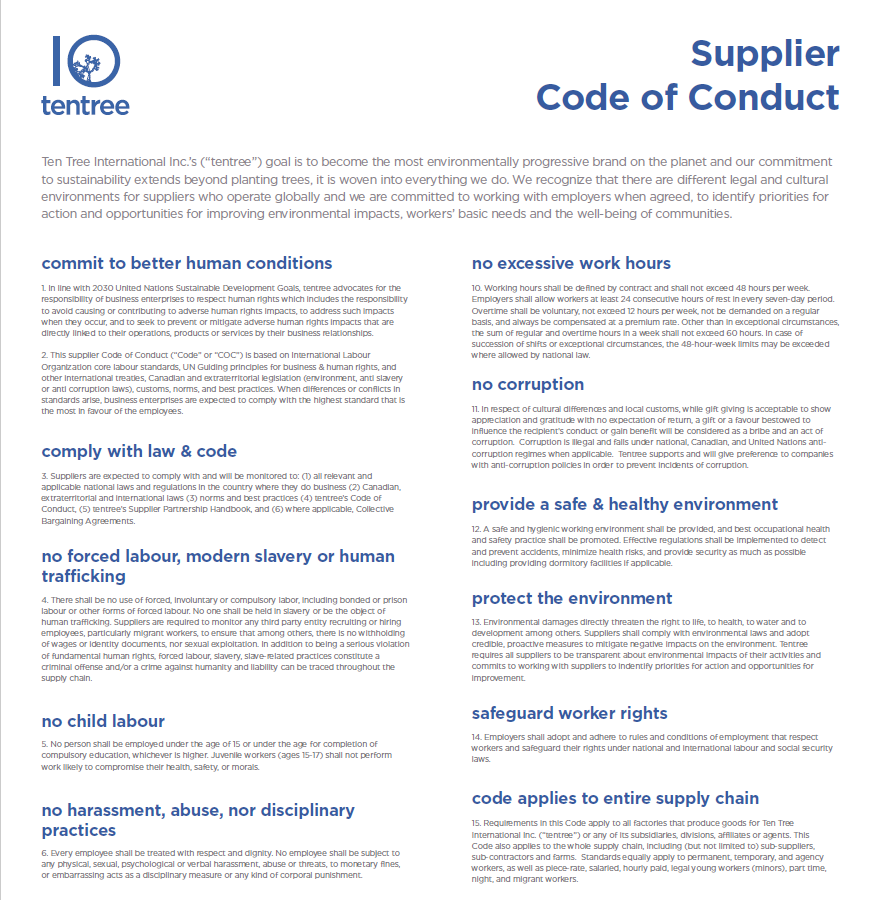 10
tentree
Supplier
Code of Conduct
Ten Tree International Inc.'s (“tentree”) goal is to become the most environmentally progressive brand on the planet and our commitment
to sustainability extends beyond planting trees, it is woven into everything we do. We recognize that there are different legal and cultural
environments for suppliers who operate globally and we are committed to working with employers when agreed, to identify priorities for
action and opportunities for improving environmental impacts, workers' basic needs and the well-being of communities.
commit to better human conditions
1. In line with 2030 United Nations Sustainable Development Goals, tentree advocates for the
responsibility of business enterprises to respect human rights which includes the responsibility
to avoid causing or contributing to adverse human rights impacts, to address such impacts
when they occur, and to seek to prevent or mitigate adverse human rights impacts that are
directly linked to their operations, products or services by their business relationships.
2. This supplier Code of Conduct (“Code” or “COC”) is based on International Labour
Organization core labour standards, UN Guiding principles for business & human rights, and
other international treaties, Canadian and extraterritorial legislation (environment, anti slavery
or anti corruption laws), customs, norms, and best practices. When differences or conflicts in
standards arise, business enterprises are expected to comply with the highest standard that is
the most in favour of the employees.
comply with law & code
3. Suppliers are expected to comply with and will be monitored to: (1) all relevant and
applicable national laws and regulations in the country where they do business (2) Canadian,
extraterritorial and international laws (3) norms and best practices (4) tentree's Code of
Conduct, (5) tentree's Supplier Partnership Handbook, and (6) where applicable, Collective
Bargaining Agreements.
no forced labour, modern slavery or human
trafficking
4. There shall be no use of forced, involuntary or compulsory labor, including bonded or prison
labour or other forms of forced labour. No one shall be held in slavery or be the object of
human trafficking. Suppliers are required to monitor any third party entity recruiting or hiring
employees, particularly migrant workers, to ensure that among others, there is no withholding
of wages or identity documents, nor sexual exploitation. In addition to being a serious violation
of fundamental human rights, forced labour, slavery, slave-related practices constitute a
criminal offense and/or a crime against humanity and liability can be traced throughout the
supply chain.
no child labour
5. No person shall be employed under the age of 15 or under the age for completion of
compulsory education, whichever is higher. Juvenile workers (ages 15-17) shall not perform
work likely to compromise their health, safety, or morals.
no harassment, abuse, nor disciplinary
practices
6. Every employee shall be treated with respect and dignity. No employee shall be subject to
any physical, sexual, psychological or verbal harassment, abuse or threats, to monetary fines,
or embarrassing acts as a disciplinary measure or any kind of corporal punishment.
no excessive work hours
10. Working hours shall be defined by contract and shall not exceed 48 hours per week.
Employers shall allow workers at least 24 consecutive hours of rest in every seven-day period.
Overtime shall be voluntary, not exceed 12 hours per week, not be demanded on a regular
basis, and always be compensated at a premium rate. Other than in exceptional circumstances,
the sum of regular and overtime hours in a week shall not exceed 60 hours. In case of
succession of shifts or exceptional circumstances, the 48-hour-week limits may be exceeded
where allowed by national law.
no corruption
11. In respect of cultural differences and local customs, while gift giving is acceptable to show
appreciation and gratitude with no expectation of return, a gift or a favour bestowed to
influence the recipient's conduct or gain benefit will be considered as a bribe and an act of
corruption. Corruption is illegal and falls under national, Canadian, and United Nations anti-
corruption regimes when applicable. Tentree supports and will give preference to companies
with anti-corruption policies in order to prevent incidents of corruption.
provide a safe & healthy environment
12. A safe and hygienic working environment shall be provided, and best occupational health
and safety practice shall be promoted. Effective regulations shall be implemented to detect
and prevent accidents, minimize health risks, and provide security as much as possible
including providing dormitory facilities if applicable.
protect the environment
13. Environmental damages directly threaten the right to life, to health, to water and to
development among others. Suppliers shall comply with environmental laws and adopt
credible, proactive measures to mitigate negative impacts on the environment. Tentree
requires all suppliers to be transparent about environmental impacts of their activities and
commits to working with suppliers to indentify priorities for action and opportunities for
improvement.
safeguard worker rights
14. Employers shall adopt and adhere to rules and conditions of employment that respect
workers and safeguard their rights under national and international labour and social security
laws.
code applies to entire supply chain
15. Requirements in this Code apply to all factories that produce goods for Ten Tree
International Inc. (“tentree”) or any of its subsidiaries, divisions, affiliates or agents. This
Code also applies to the whole supply chain, including (but not limited to) sub-suppliers,
sub-contractors and farms. Standards equally apply to permanent, temporary, and agency
workers, as well as piece-rate, salaried, hourly paid, legal young workers (minors), part time,
night, and migrant workers.